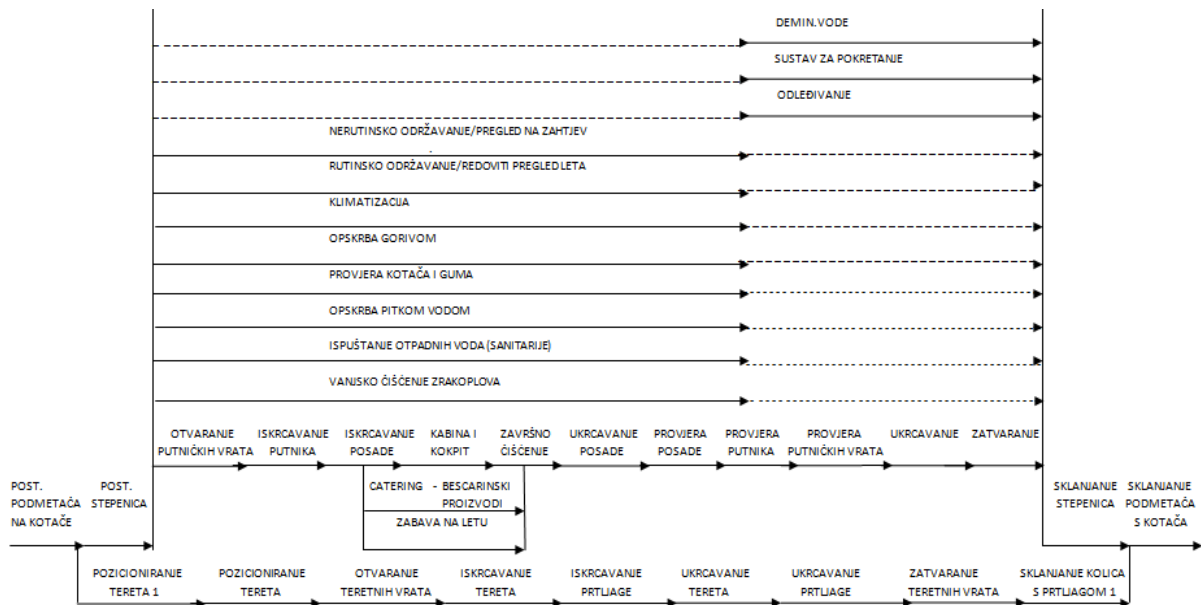 DEMIN.VODE
SUSTAV ZA POKRETANJE
ODLEĐIVANJE
NERUTINSKO ODRŽAVANJE/PREGLED NA ZAHTJEV
RUTINSKO ODRŽAVANJE/REDOVITI PREGLED LETA
KLIMATIZACIJA
OPSKRBA GORIVOM
PROVJERA KOTAČA I GUMA
OPSKRBA PITKOM VODOM
ISPUŠTANJE OTPADNIH VODA (SANITARIJE)
VANJSKO ČIŠĆENJE ZRAKOPLOVA
OTVARANJE
PUTNIČKIH VRATA
ISKRCAVANJE
PUTNIKA
ISKRCAVANJE
POSADE
KABINA I
KOKPIT
ZAVRŠNO
ČIŠĆENJE
UKRCAVANJE
POSADE
PROVJERA
POSADE
PROVJERA
PUTNIKA
PROVJERA
PUTNIČKIH VRATA
UKRCAVANJE
ZATVARANJE
CATERING - BESCARINSKI
PROIZVODI
ZABAVA NA LETU
POST.
PODMETAČA
NA KOTAČE
POST.
STEPENICA
SKLANJANJE
STEPENICA
SKLANJANJE
PODMETAČA
S KOTAČA
POZICIONIRANJE
TERETA 1
POZICIONIRANJE
TERETA
OTVARANJE
TERETNIH VRATA
ISKRCAVANJE
TERETA
ISKRCAVANJE
PRTLJAGE
UKRCAVANJE
TERETA
UKRCAVANJE
PRTLJAGE
ZATVARANJE
TERETNIH VRATA
SKLANJANJE KOLICA
S PRTLJAGOM 1